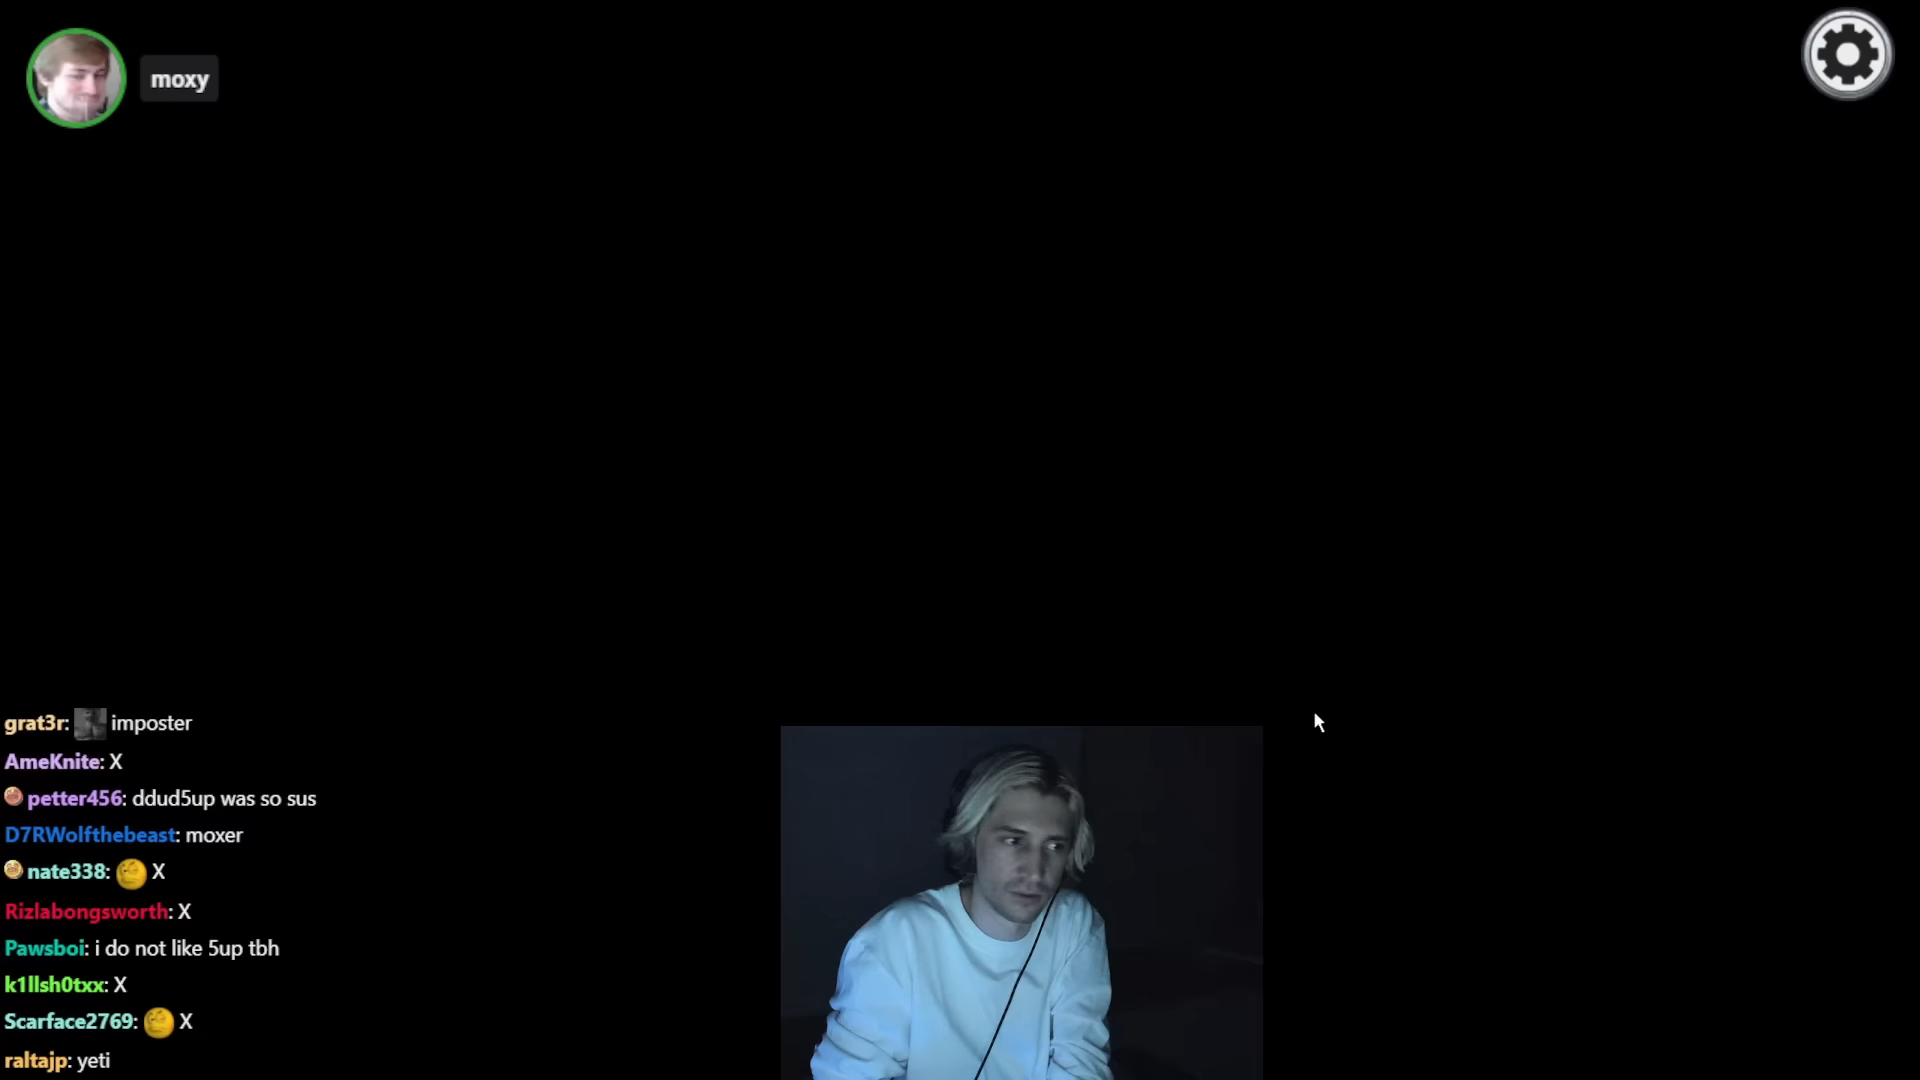 moxy
grat3r: imposter
AmeKnite: X
petter456: ddud5up was so sus
D7RWolfthebeast: moxer
nate338: X
Rizlabongsworth: X
Pawsboi: i do not like 5up tbh
k1llsh0txx: X
Scarface2769: X
raltajp: yeti